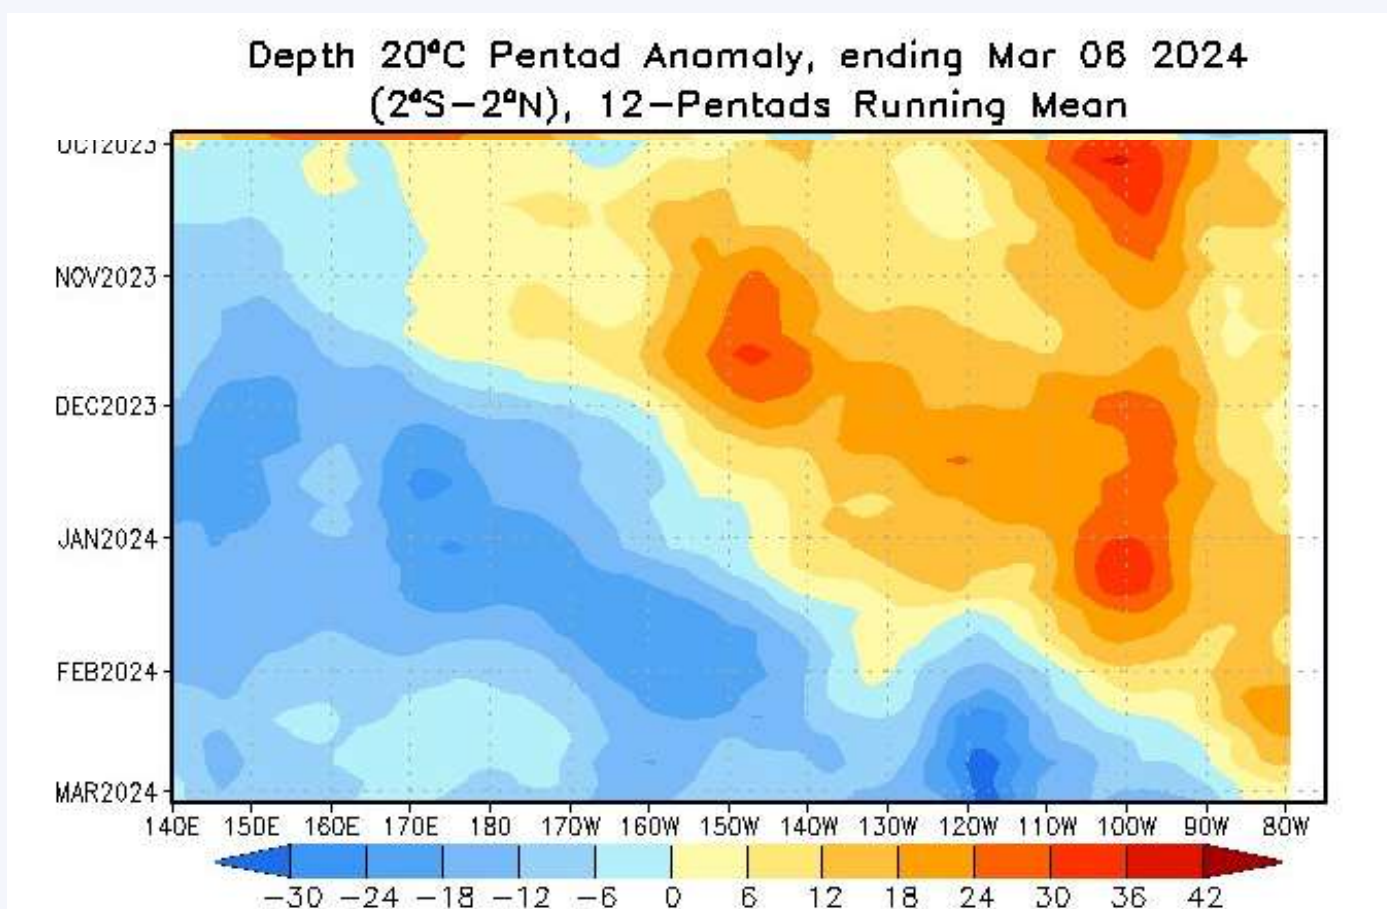 Depth 20°C Pentad Anomaly, ending Mar 06 2024
(2°S-2°N), 12-Pentads Running Mean
OCT2023
NOV2023
DEC2023
JAN2024
FEB2024
MAR2024
140E 150E 160E 170E 180 170W 160W 150W 140W 130W 120W 110W 100W 90W 80W
-30 -24 -18 -12 -6 0 6 12 18 24 30 36 42